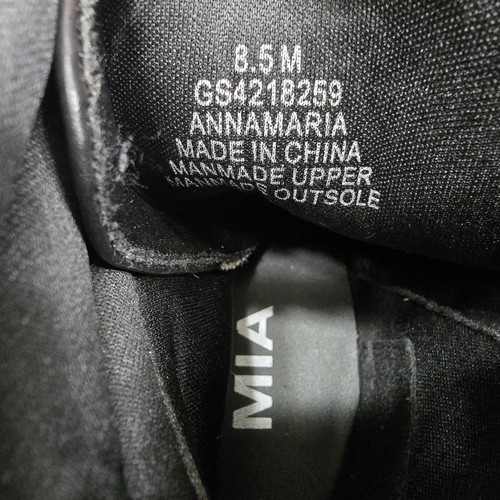 8.5 M
GS4218259
ANNAMARIA
MADE IN CHINA
MANMADE UPPER
MANMADE OUTSOLE
MIA